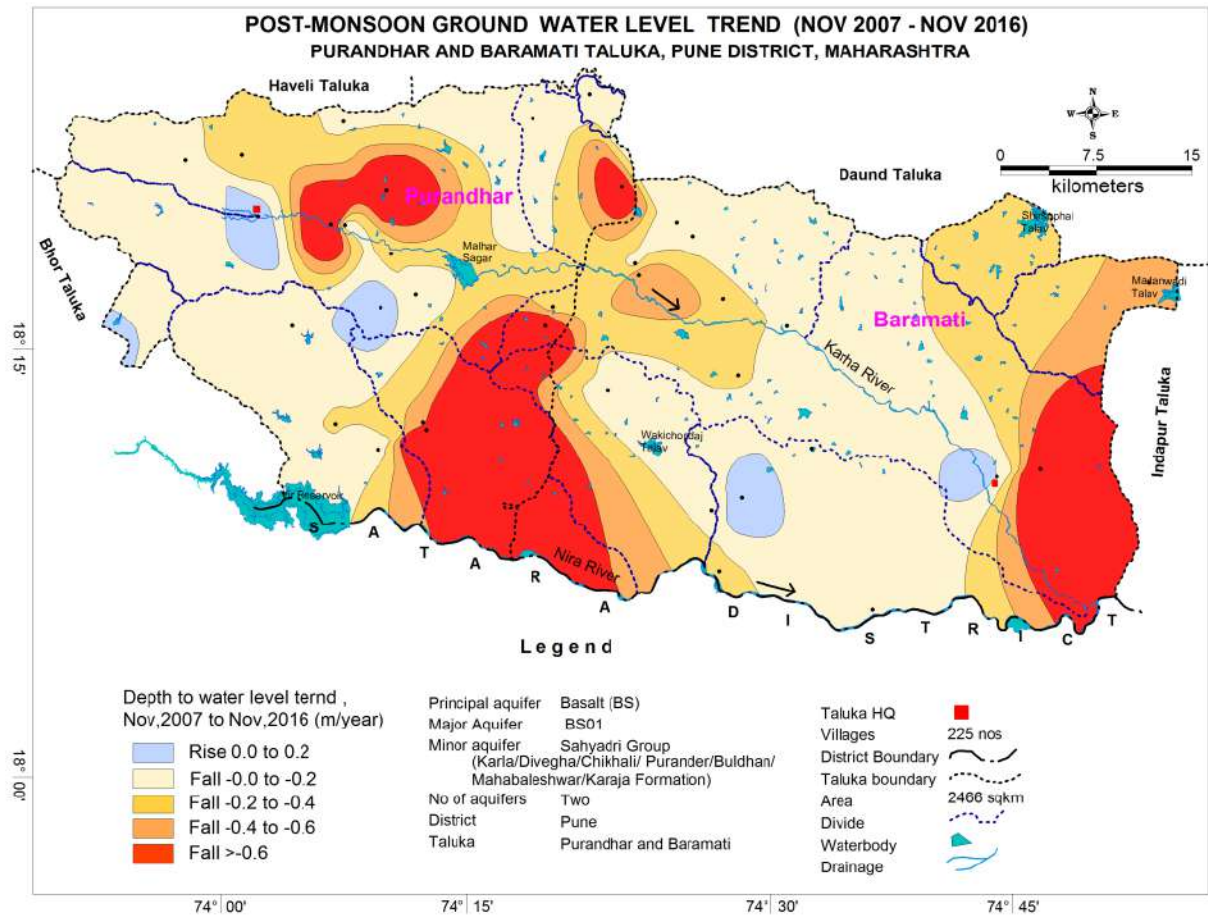 POST-MONSOON GROUND WATER LEVEL TREND (NOV 2007 - NOV 2016)
PURANDHAR AND BARAMATI TALUKA, PUNE DISTRICT, MAHARASHTRA
Haveli Taluka
N
W E
S
0 7.5 15
kilometers
Daund Taluka
Purandhar
Bhor Taluka
Malhar
Sagar
Talav
Talav
Baramati
18°
15'
Karha River
Indapur Taluka
Wakichordaj
Reservoir
Nira River
S A T A R A D I S T R I C T
Legend
Depth to water level ternd ,
Nov,2007 to Nov,2016 (m/year)
Rise 0.0 to 0.2
Fall -0.0 to -0.2
Fall -0.2 to -0.4
Fall -0.4 to -0.6
Fall >-0.6
Principal aquifer Basalt (BS)
Major Aquifer BS01
Minor aquifer Sahyadri Group
(Karla/Divegha/Chikhali/ Purander/Buldhan/
Mahabaleshwar/Karaja Formation)
No of aquifers Two
District Pune
Taluka Purandhar and Baramati
Taluka HQ
Villages 225 nos
District Boundary
Taluka boundary
Area 2466 sqkm
Divide
Waterbody
Drainage
18°
00'
74° 00' 74° 15' 74° 30' 74° 45'